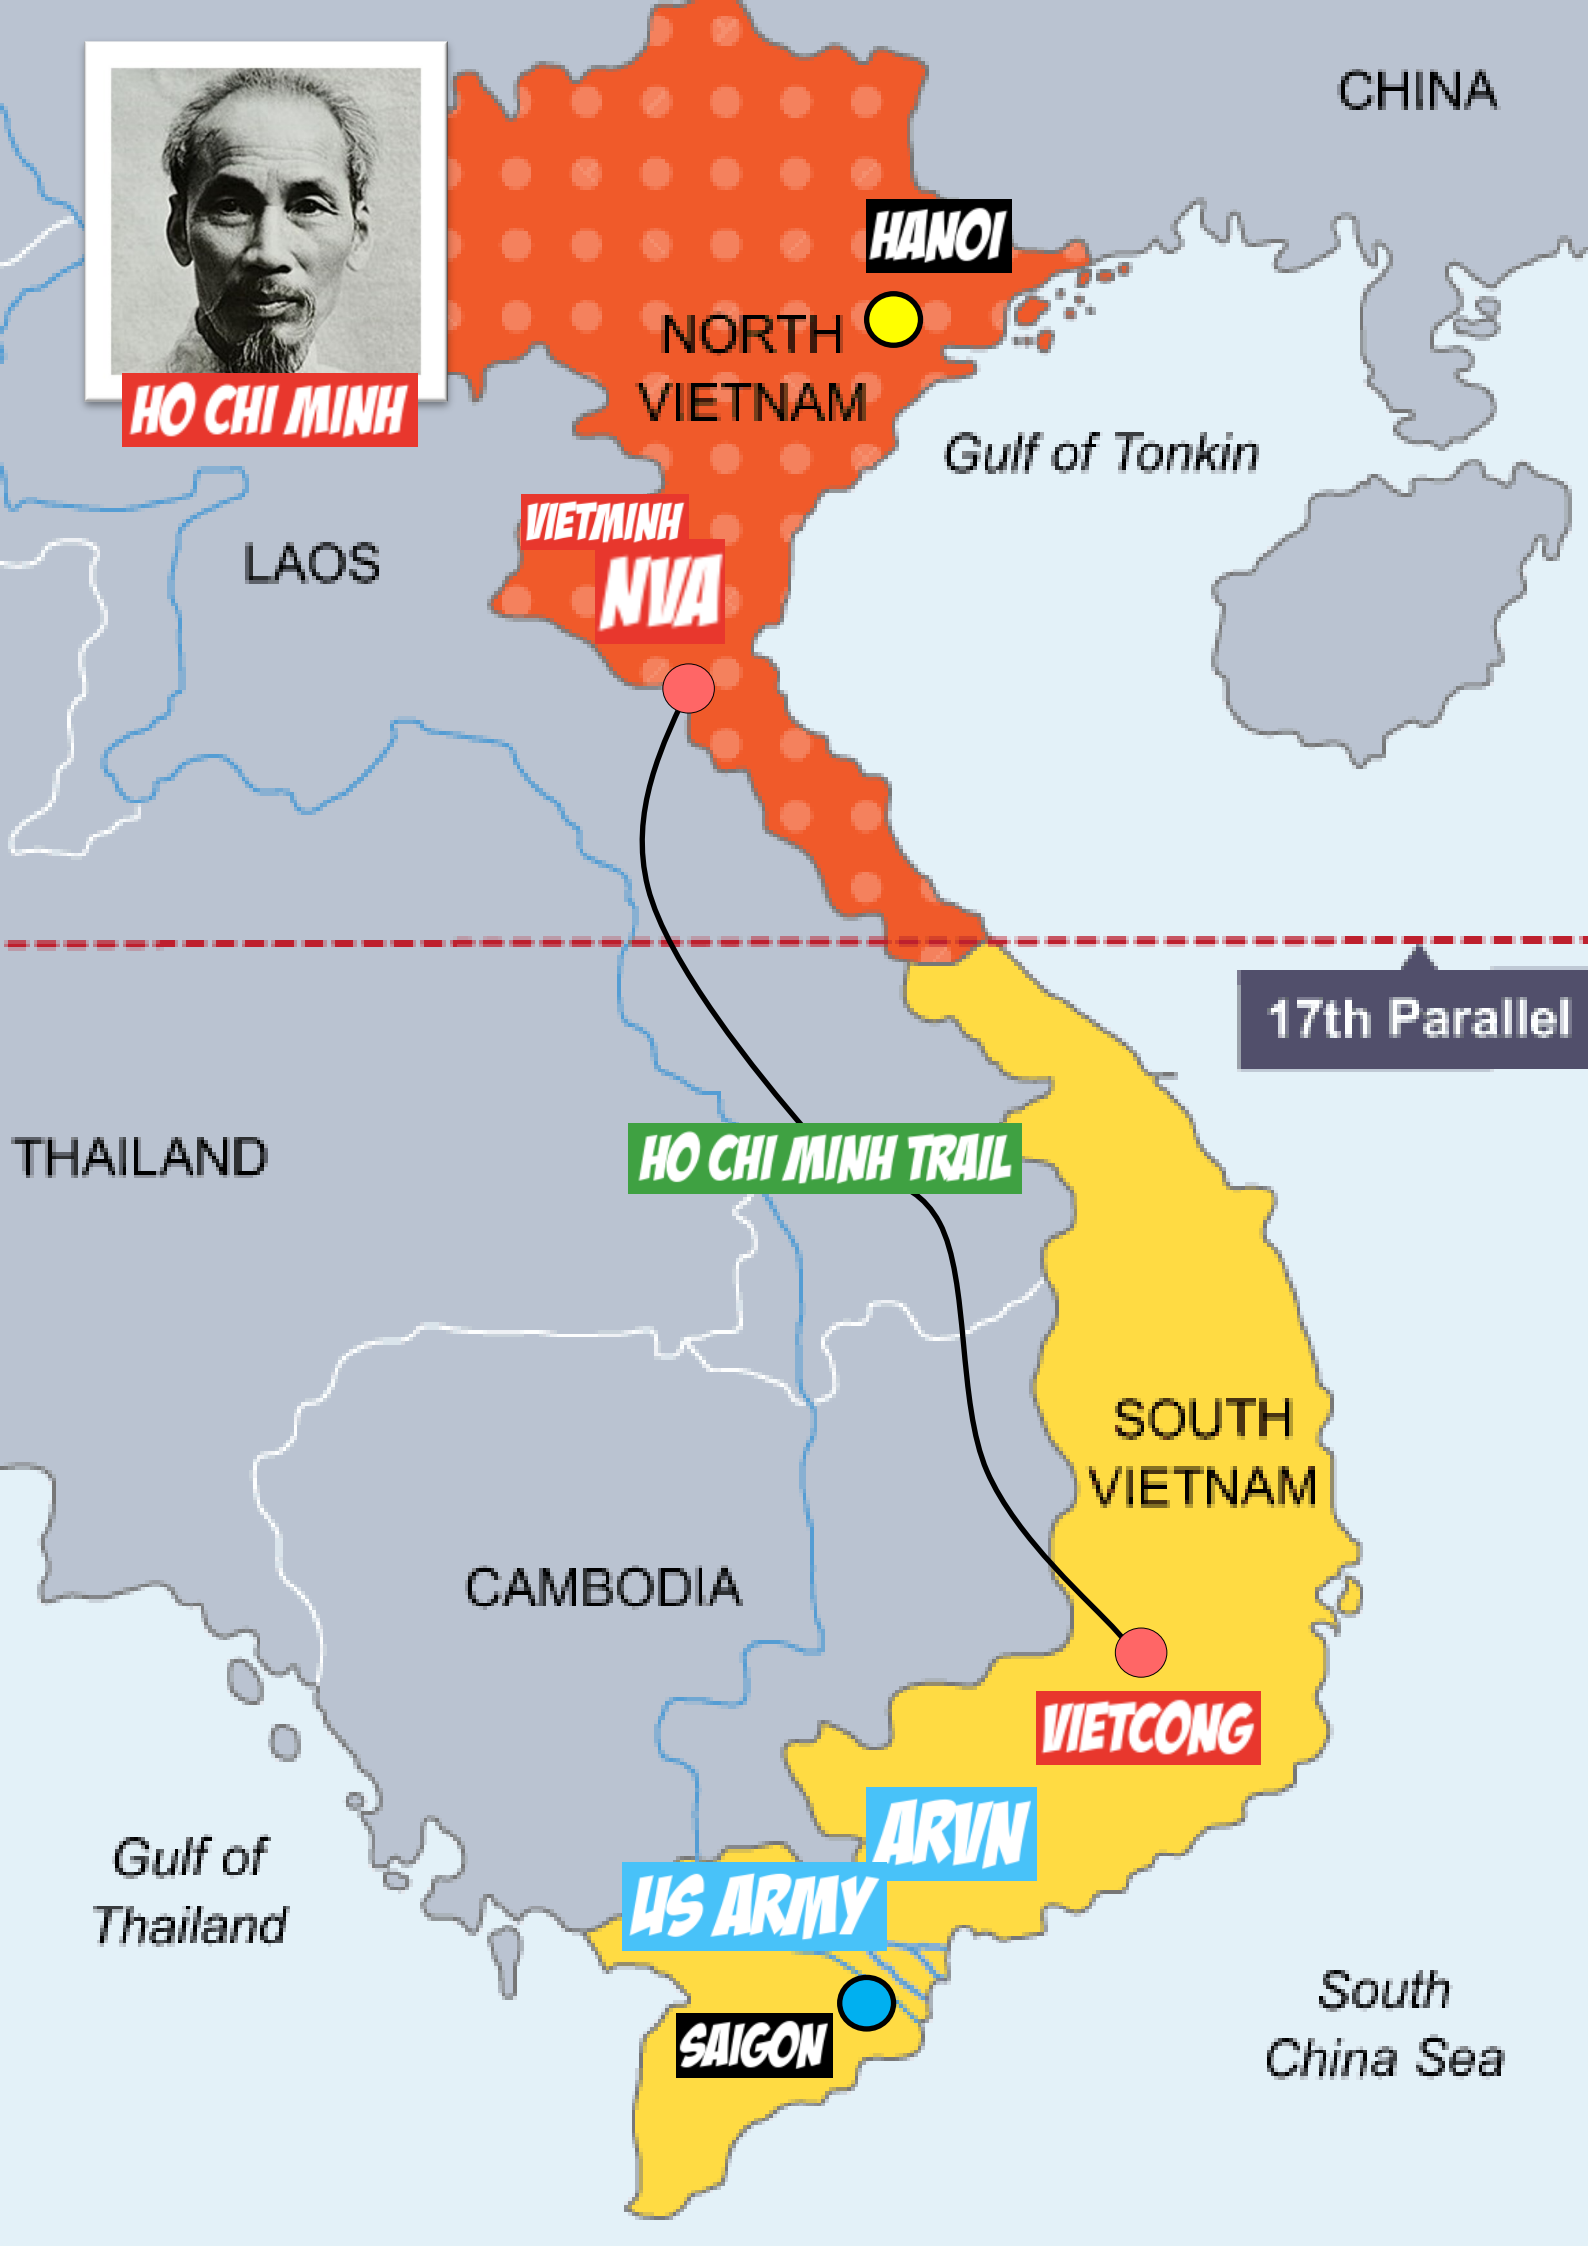 CHINA
HANOI
NORTH
VIETNAM
HO CHI MINH
Gulf of Tonkin
VIETMINH
LAOS
NVA
17th Parallel
THAILAND
HO CHI MINH TRAIL
SOUTH
VIETNAM
CAMBODIA
VIETCONG
ARVN
US ARMY
Gulf of
Thailand
SAIGON
South
China Sea